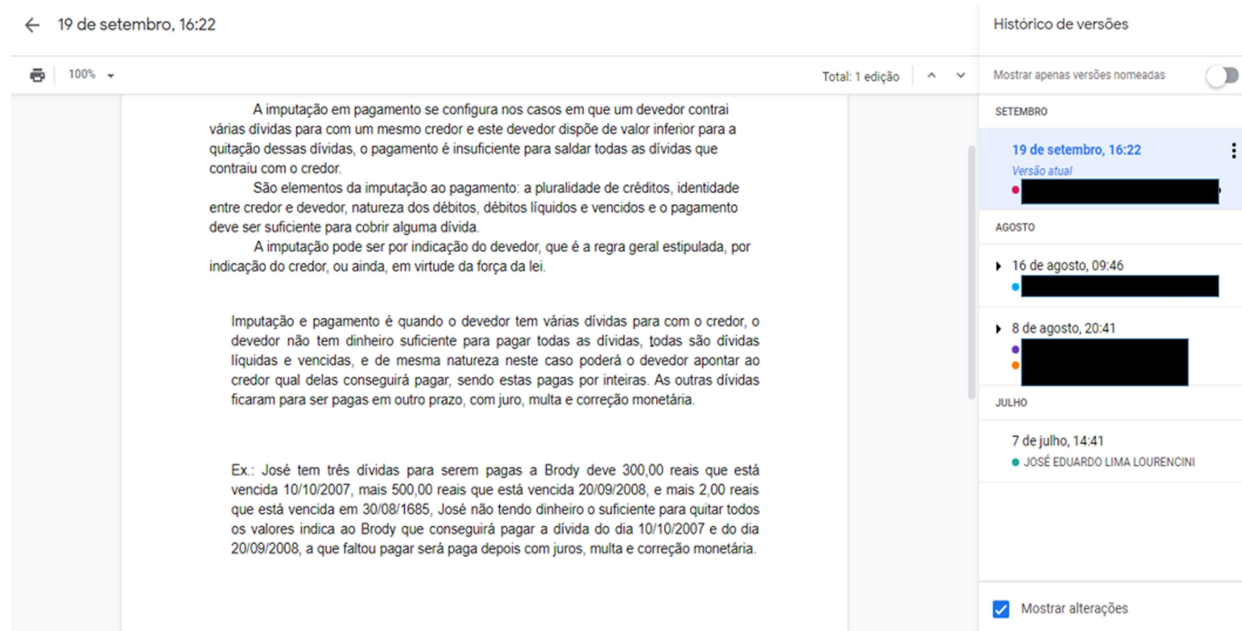 19 de setembro, 16:22
Histórico de versões
100%
Total: 1 edição
Mostrar apenas versões nomeadas
A imputação em pagamento se configura nos casos em que um devedor contrai
várias dívidas para com um mesmo credor e este devedor dispõe de valor inferior para a
quitação dessas dívidas, o pagamento é insuficiente para saldar todas as dívidas que
contraiu com o credor.
São elementos da imputação ao pagamento: a pluralidade de créditos, identidade
entre credor e devedor, natureza dos débitos, débitos líquidos e vencidos e o pagamento
deve ser suficiente para cobrir alguma dívida.
A imputação pode ser por indicação do devedor, que é a regra geral estipulada, por
indicação do credor, ou ainda, em virtude da força da lei.
Imputação e pagamento é quando o devedor tem várias dívidas para com o credor, o
devedor não tem dinheiro suficiente para pagar todas as dívidas, todas são dívidas
líquidas e vencidas, e de mesma natureza neste caso poderá o devedor apontar ao
credor qual delas conseguirá pagar, sendo estas pagas por inteiras. As outras dívidas
ficaram para ser pagas em outro prazo, com juro, multa e correção monetária.
Ex.: José tem três dívidas para serem pagas a Brody deve 300,00 reais que está
vencida 10/10/2007, mais 500,00 reais que está vencida 20/09/2008, e mais 2,00 reais
que está vencida em 30/08/1685, José não tendo dinheiro o suficiente para quitar todos
os valores indica ao Brody que conseguirá pagar a dívida do dia 10/10/2007 e do dia
20/09/2008, a que faltou pagar será paga depois com juros, multa e correção monetária.
SETEMBRO
19 de setembro, 16:22
Versão atual
AGOSTO
16 de agosto, 09:46
8 de agosto, 20:41
JULHO
7 de julho, 14:41
JOSÉ EDUARDO LIMA LOURENCINI
Mostrar alterações